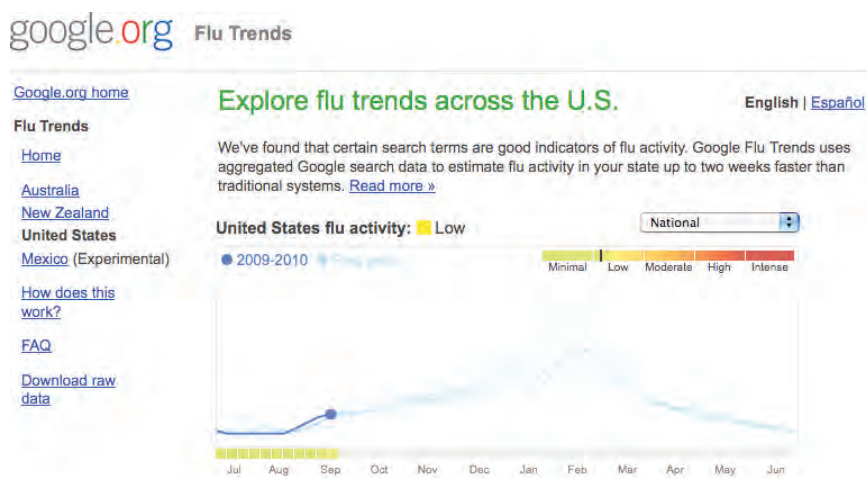 google.org Flu Trends
Google.org home
Flu Trends
Home
Australia
New Zealand
United States
Mexico (Experimental)
How does this
work?
FAQ
Download raw
data
Explore flu trends across the U.S.
English | Español
We've found that certain search terms are good indicators of flu activity. Google Flu Trends uses
aggregated Google search data to estimate flu activity in your state up to two weeks faster than
traditional systems. Read more »
United States flu activity: Low
National
2009-2010
Minimal Low Moderate High Intense
Jul Aug Sep Oct Nov Dec Jan Feb Mar Apr May Jun